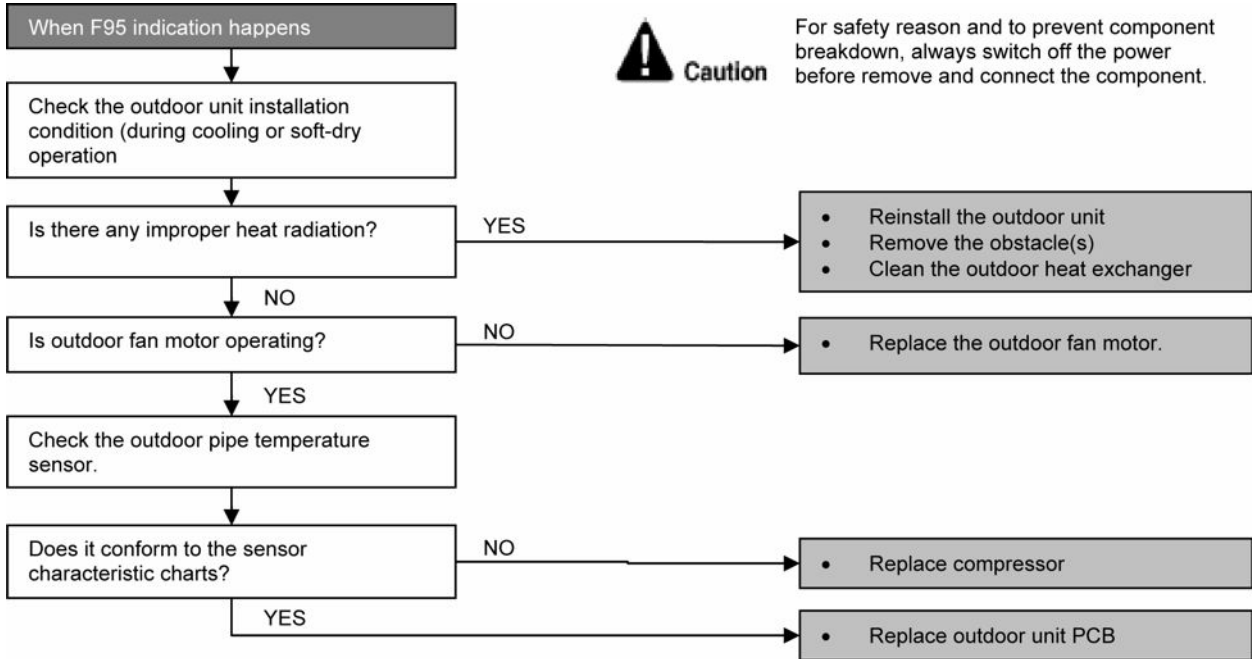 When F95 indication happens
For safety reason and to prevent component
breakdown, always switch off the power
before remove and connect the component.
Caution
Check the outdoor unit installation
condition (during cooling or soft-dry
operation
Is there any improper heat radiation?
YES
• Reinstall the outdoor unit
• Remove the obstacle(s)
• Clean the outdoor heat exchanger
NO
Is outdoor fan motor operating?
NO
• Replace the outdoor fan motor.
YES
Check the outdoor pipe temperature
sensor.
Does it conform to the sensor
characteristic charts?
NO
• Replace compressor
YES
• Replace outdoor unit PCB